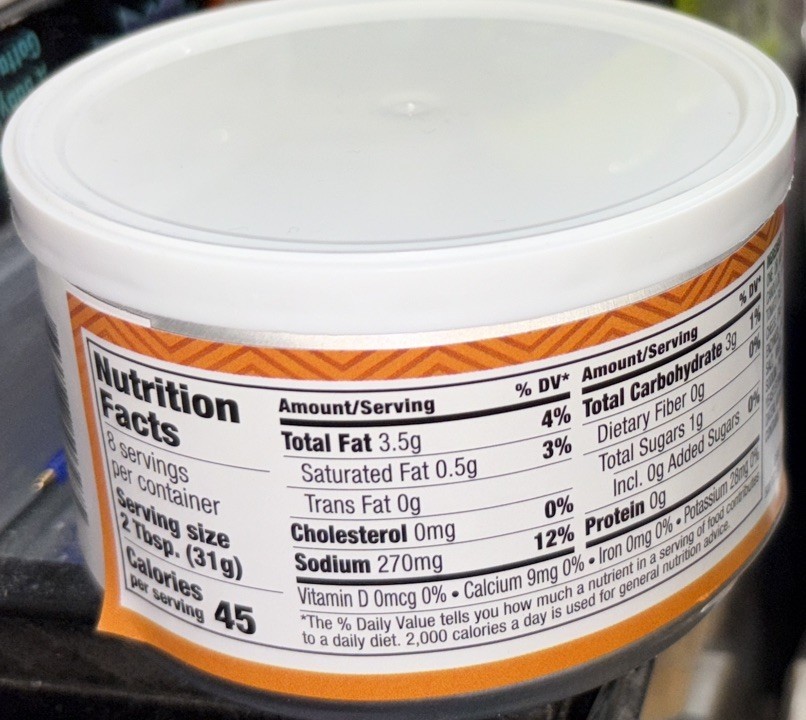 Nutrition
Facts
8 servings
per container
Serving size
2 Tbsp. (31g)
Calories
per serving 45
Amount/Serving % DV*
Total Fat 3.5g 4%
Saturated Fat 0.5g 3%
Trans Fat 0g
Cholesterol 0mg 0%
Sodium 270mg 12%
Amount/Serving % DV*
Total Carbohydrate 3g 1%
Dietary Fiber 0g 0%
Total Sugars 1g
Incl. 0g Added Sugars 0%
Protein 0g
Vitamin D 0mcg 0% • Calcium 9mg 0% • Iron 0mg 0% • Potassium 28mg 0%
*The % Daily Value tells you how much a nutrient in a serving of food contributes
to a daily diet. 2,000 calories a day is used for general nutrition advice.